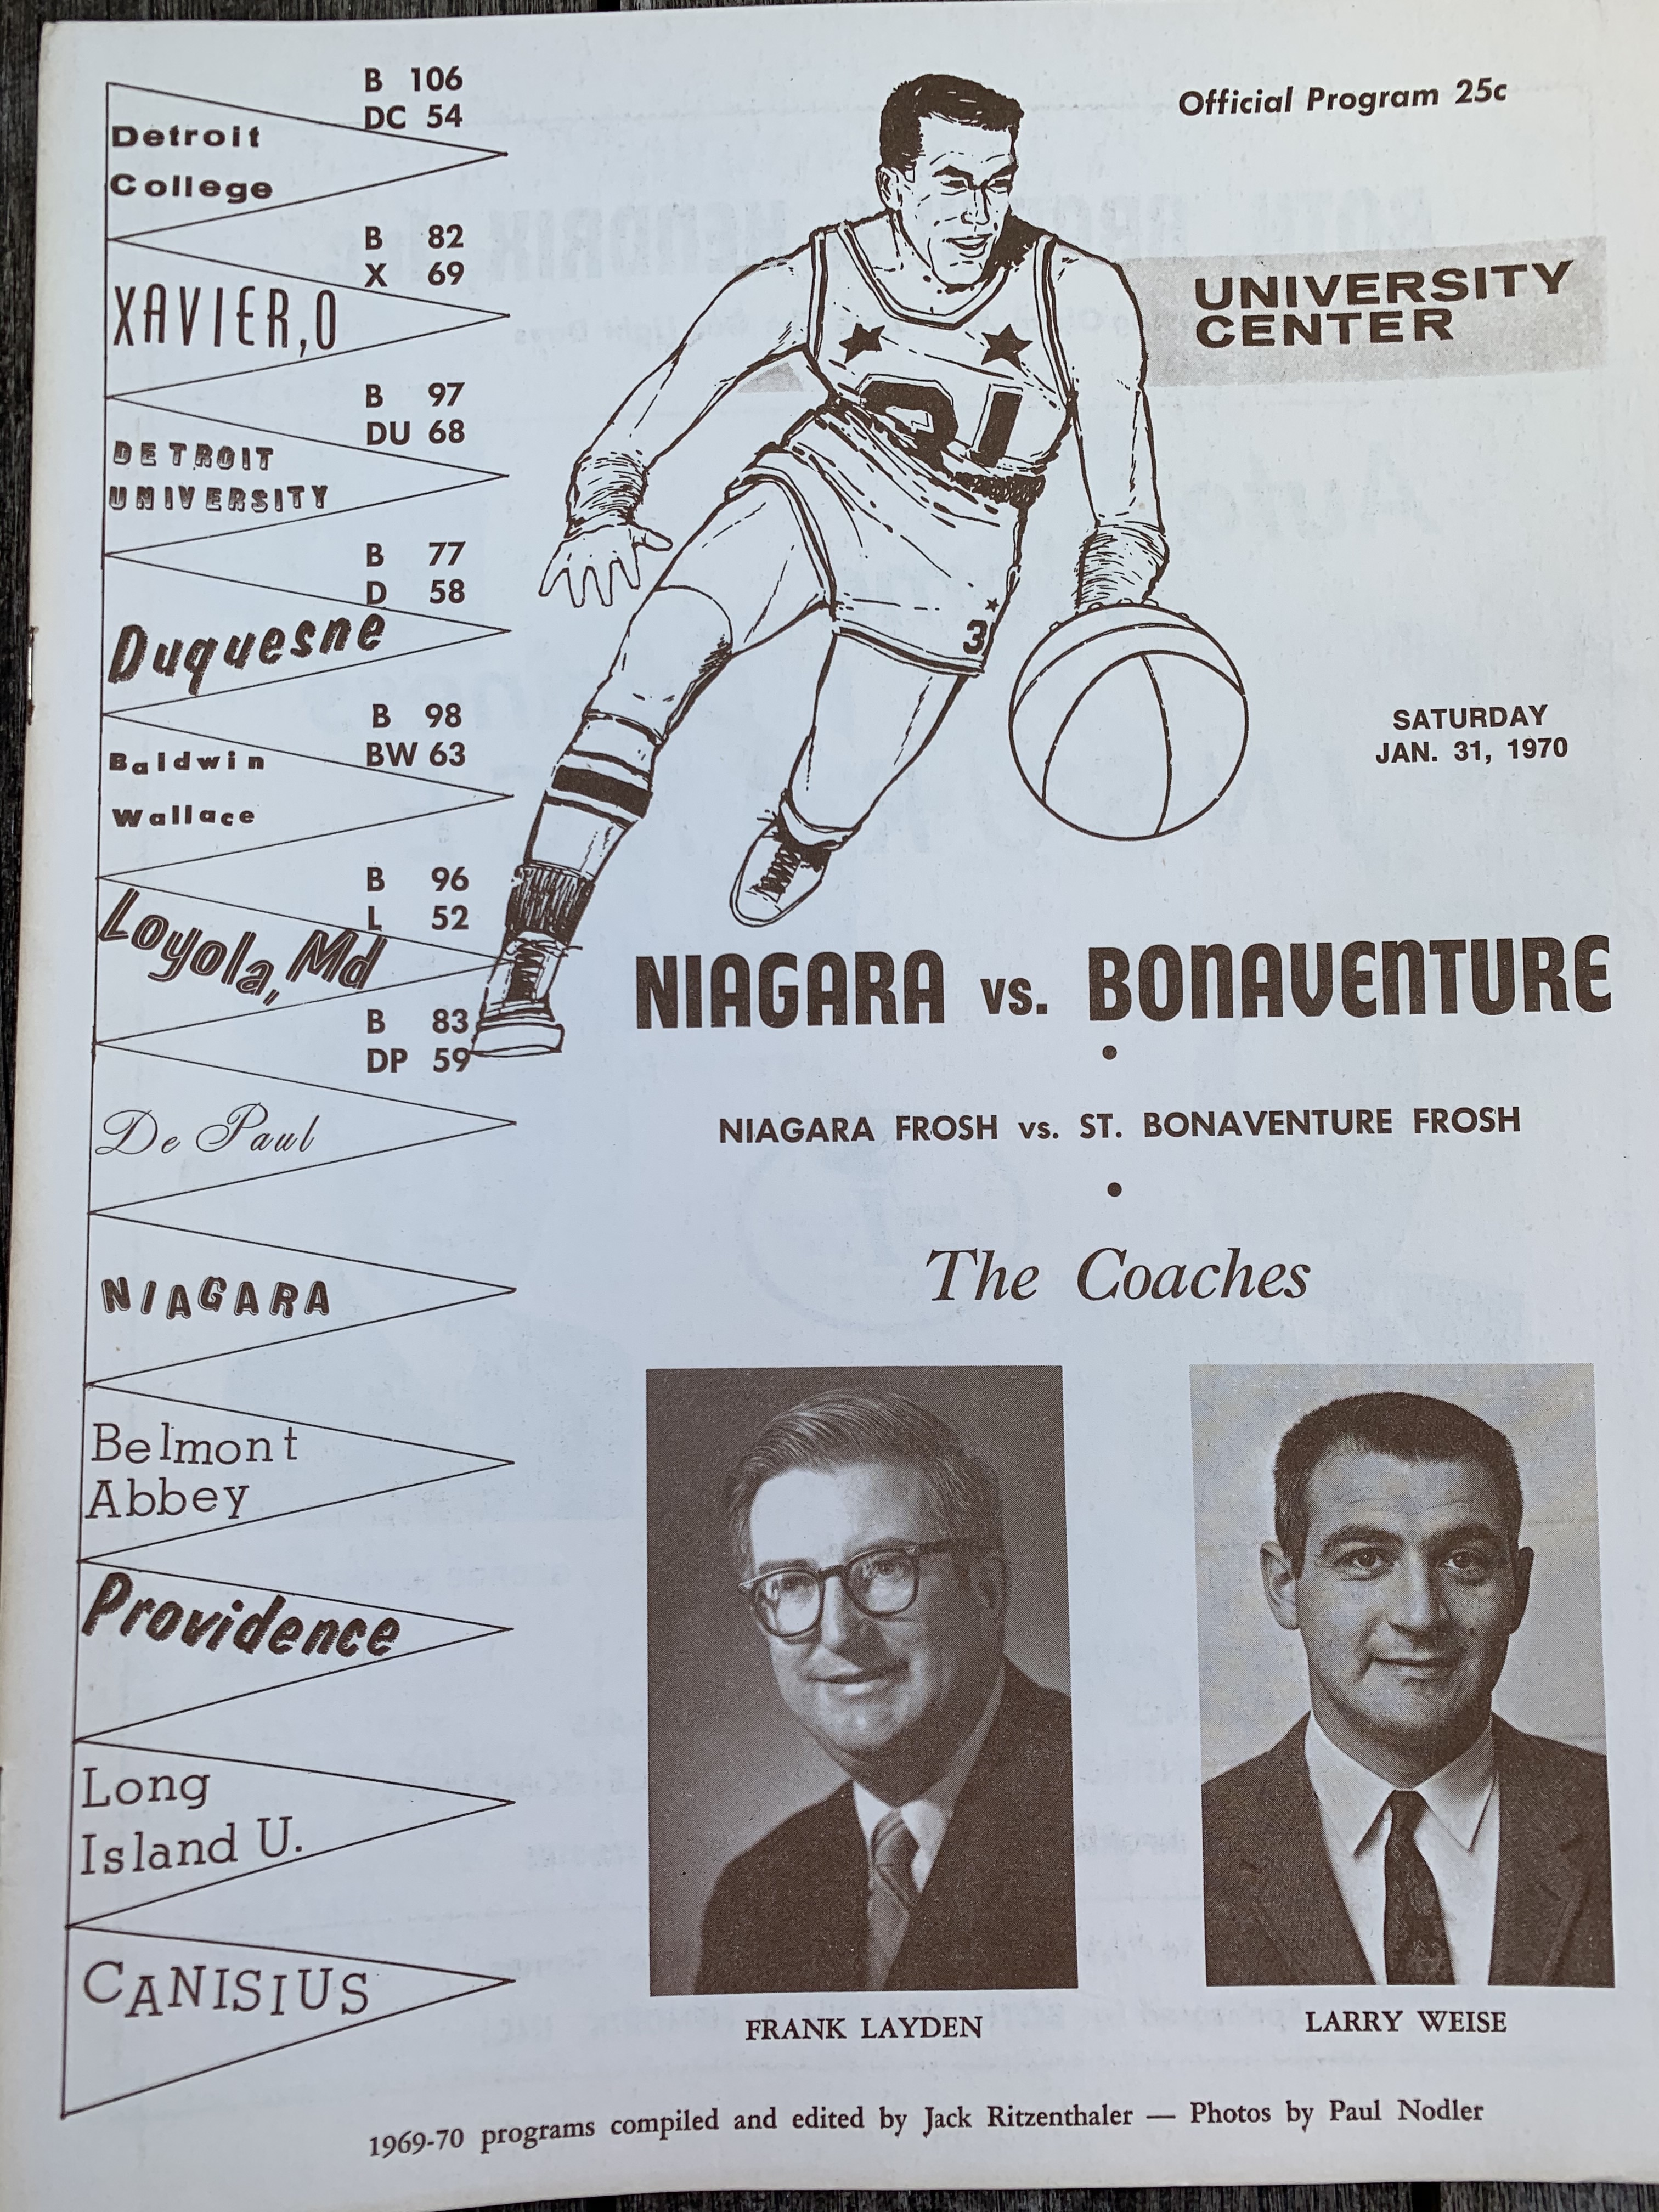 B 106
DC 54
Detroit
College
B 82
X 69
XAVIER,O
B 97
DU 68
DETROIT
UNIVERSITY
B 77
D 58
Duquesne
B 98
BW 63
Baldwin
Wallace
B 96
L 52
Loyola, Md
B 83
DP 59
De Paul
NIAGARA
Belmont
Abbey
Providence
Long
Island U.
CANISIUS
Official Program 25c
UNIVERSITY
CENTER
3
SATURDAY
JAN. 31, 1970
NIAGARA vs. BONAVENTURE
•
NIAGARA FROSH vs. ST. BONAVENTURE FROSH
•
The Coaches
FRANK LAYDEN
LARRY WEISE
1969-70 programs compiled and edited by Jack Ritzenthaler — Photos by Paul Nodler